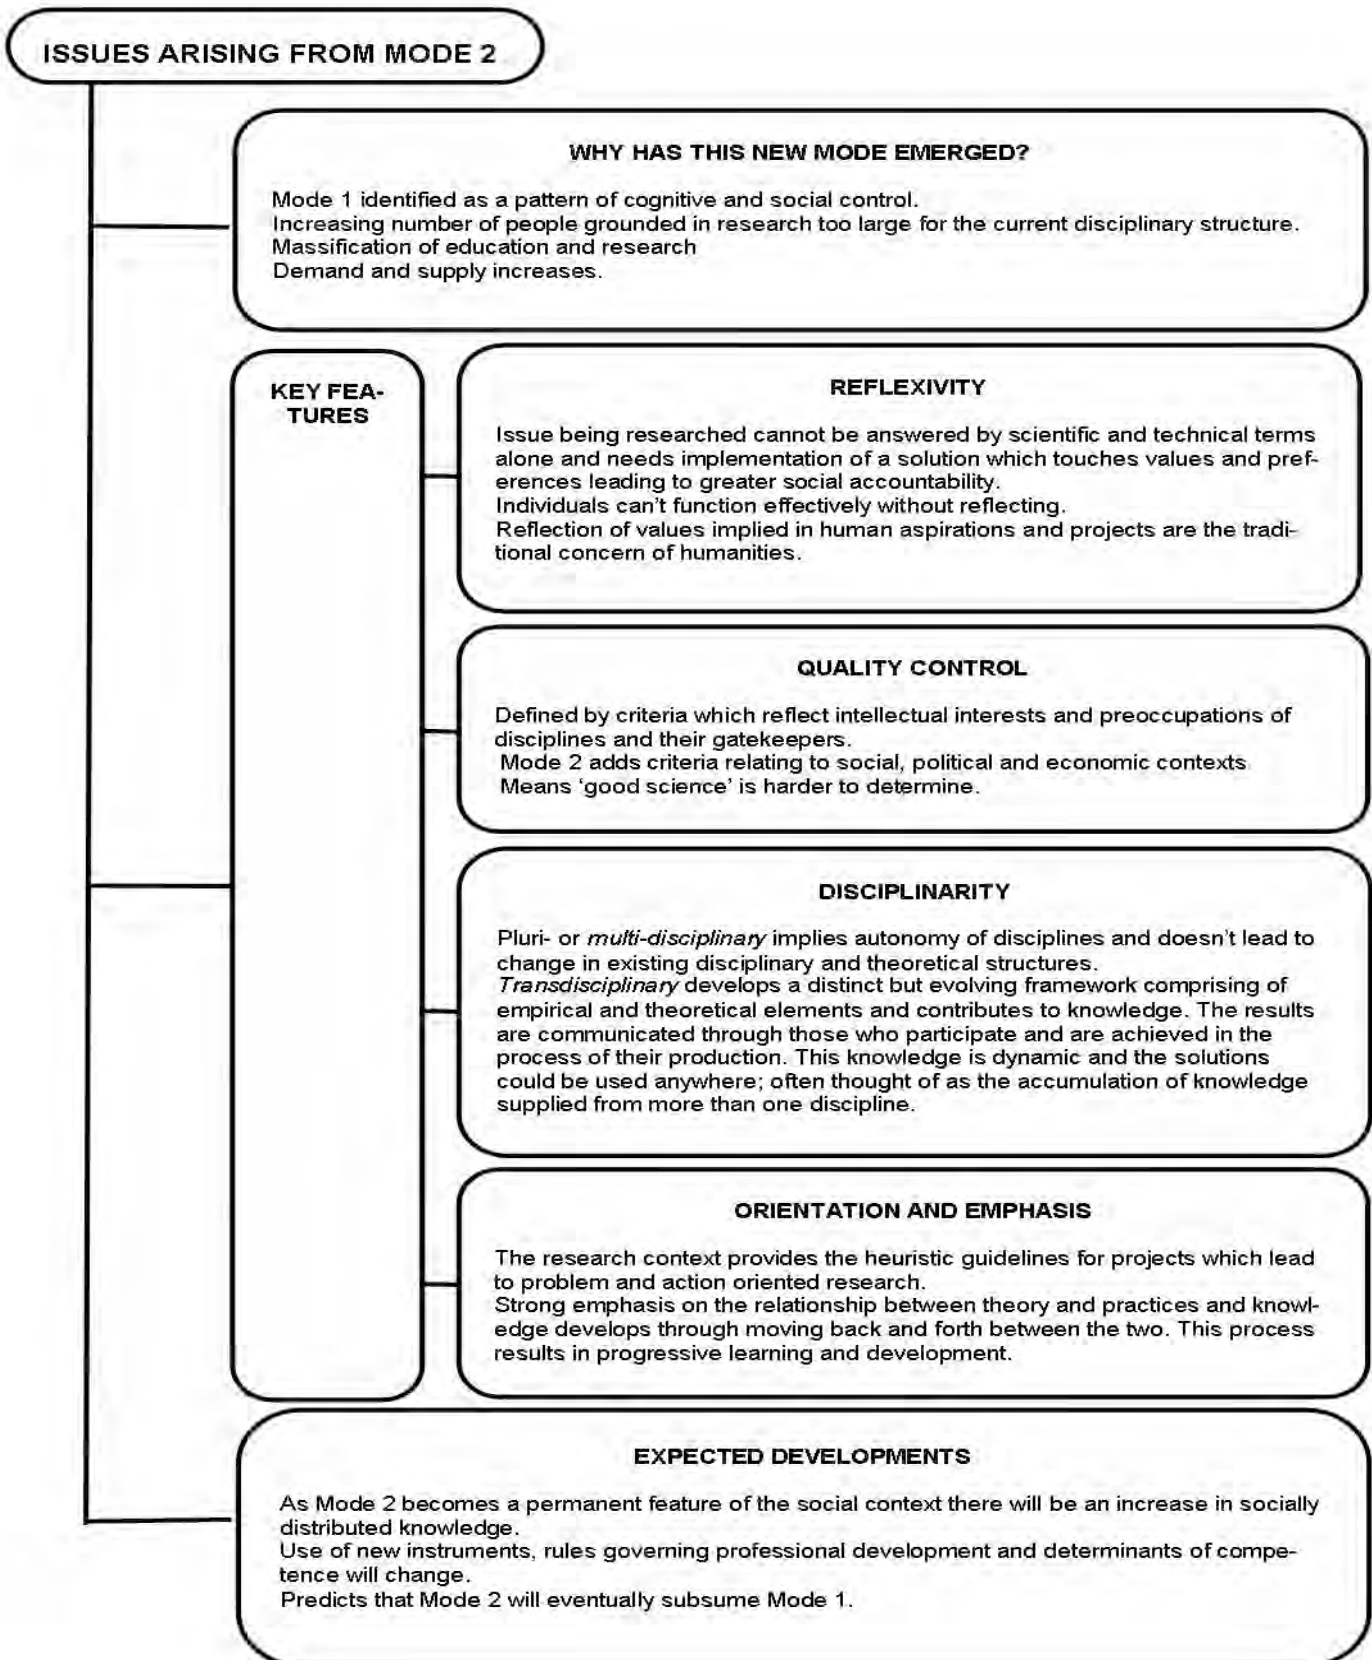 ISSUES ARISING FROM MODE 2
WHY HAS THIS NEW MODE EMERGED?
Mode 1 identified as a pattern of cognitive and social control.
Increasing number of people grounded in research too large for the current disciplinary structure.
Massification of education and research
Demand and supply increases.
KEY FEA-
TURES
REFLEXIVITY
Issue being researched cannot be answered by scientific and technical terms
alone and needs implementation of a solution which touches values and pref-
erences leading to greater social accountability.
Individuals can't function effectively without reflecting.
Reflection of values implied in human aspirations and projects are the tradi-
tional concern of humanities.
QUALITY CONTROL
Defined by criteria which reflect intellectual interests and preoccupations of
disciplines and their gatekeepers.
Mode 2 adds criteria relating to social, political and economic contexts
Means 'good science' is harder to determine.
DISCIPLINARITY
Pluri- or multi-disciplinary implies autonomy of disciplines and doesn't lead to
change in existing disciplinary and theoretical structures.
Transdisciplinary develops a distinct but evolving framework comprising of
empirical and theoretical elements and contributes to knowledge. The results
are communicated through those who participate and are achieved in the
process of their production. This knowledge is dynamic and the solutions
could be used anywhere; often thought of as the accumulation of knowledge
supplied from more than one discipline.
ORIENTATION AND EMPHASIS
The research context provides the heuristic guidelines for projects which lead
to problem and action oriented research.
Strong emphasis on the relationship between theory and practices and knowl-
edge develops through moving back and forth between the two. This process
results in progressive learning and development.
EXPECTED DEVELOPMENTS
As Mode 2 becomes a permanent feature of the social context there will be an increase in socially
distributed knowledge.
Use of new instruments, rules governing professional development and determinants of compe-
tence will change.
Predicts that Mode 2 will eventually subsume Mode 1.